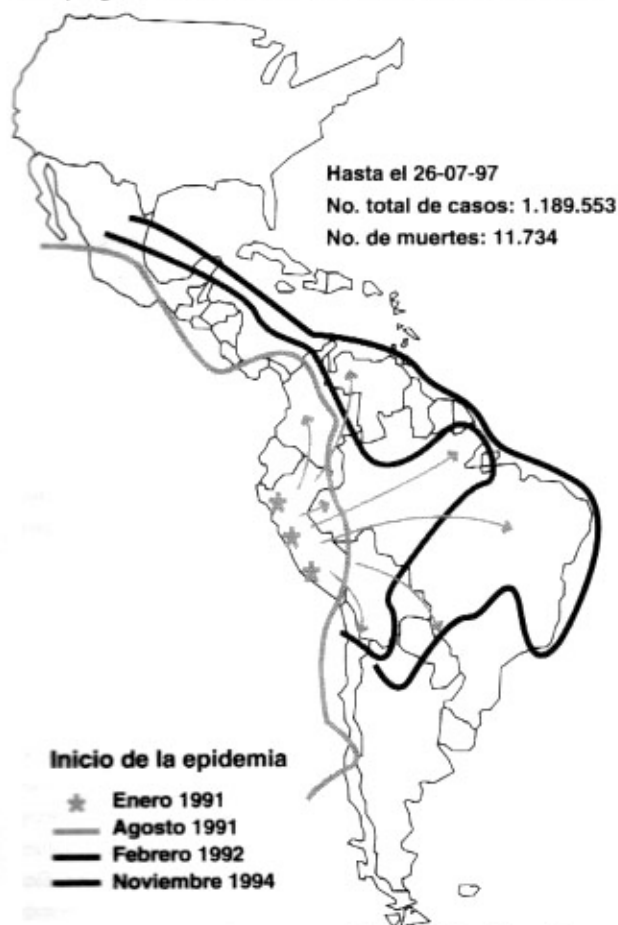 Hasta el 26-07-97
No. total de casos: 1.189.553
No. de muertes: 11.734
Inicio de la epidemia
Enero 1991
Agosto 1991
Febrero 1992
Noviembre 1994